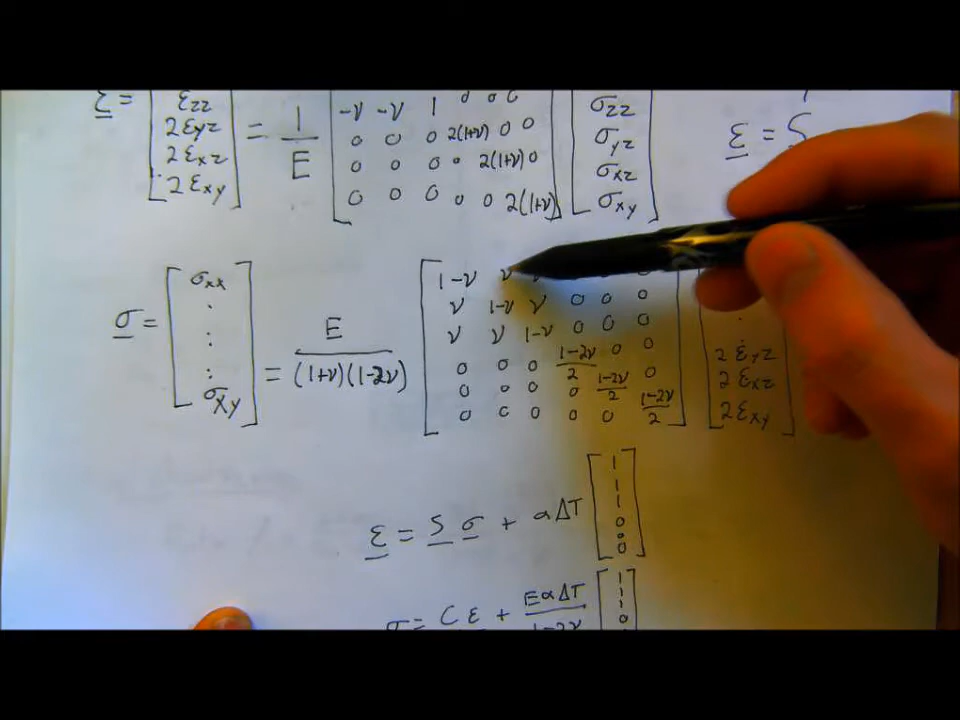 ε = [ εzz 2εyz 2εxz 2εxy ] = 1/E [ -ν -ν 1 0 0 0
0 0 0 2(1+ν) 0 0
0 0 0 0 2(1+ν) 0
0 0 0 0 0 2(1+ν) ] [ σzz σyz σxz σxy ]
ε = S
σ = [ σxx . . : σxy ] = E/((1+ν)(1-2ν))
[ 1-ν ν
ν 1-ν ν 0 0 0
ν ν 1-ν 0 0 0
0 0 0 (1-2ν)/2 0 0
0 0 0 0 (1-2ν)/2 0
0 0 0 0 0 (1-2ν)/2 ]
[ 2εyz 2εxz 2εxy ]
ε = S σ + αΔT [ 1 1 1 0 0 0 ]
σ = C ε + EαΔT/(1-2ν) [ 1 1 1 0